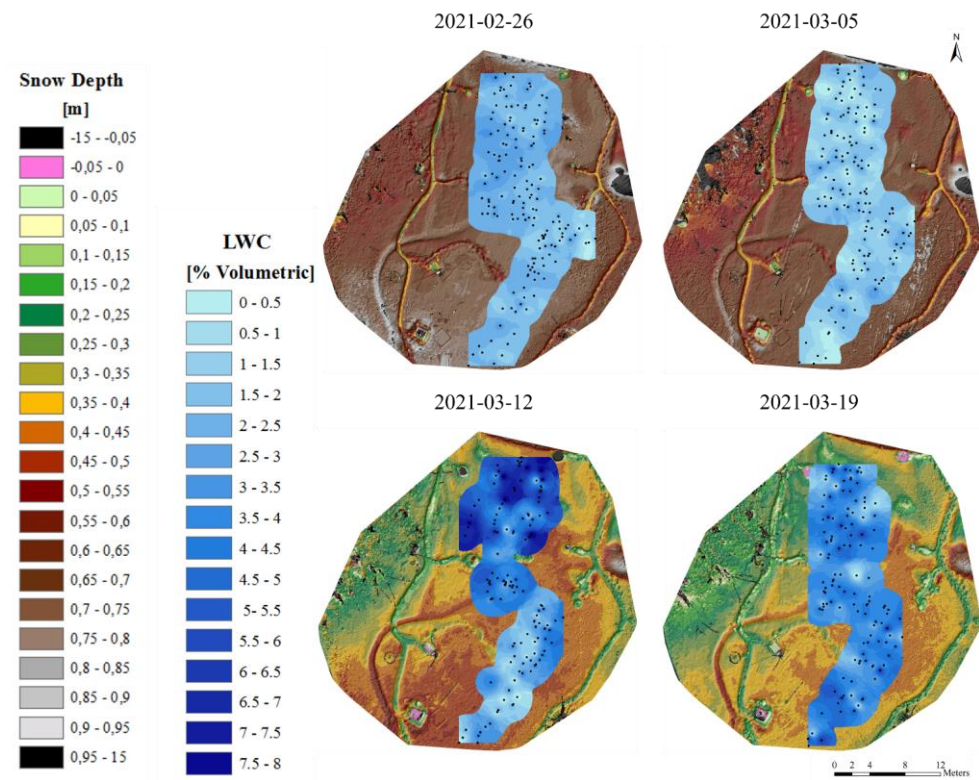 2021-02-26
2021-03-05
N
Snow Depth
[m]
-15 - -0,05
-0,05 - 0
0 - 0,05
0,05 - 0,1
0,1 - 0,15
0,15 - 0,2
0,2 - 0,25
0,25 - 0,3
0,3 - 0,35
0,35 - 0,4
0,4 - 0,45
0,45 - 0,5
0,5 - 0,55
0,55 - 0,6
0,6 - 0,65
0,65 - 0,7
0,7 - 0,75
0,75 - 0,8
0,8 - 0,85
0,85 - 0,9
0,9 - 0,95
0,95 - 15
LWC
[% Volumetric]
0 - 0.5
0.5 - 1
1 - 1.5
1.5 - 2
2 - 2.5
2.5 - 3
3 - 3.5
3.5 - 4
4 - 4.5
4.5 - 5
5- 5.5
5.5 - 6
6 - 6.5
6.5 - 7
7 - 7.5
7.5 - 8
2021-03-12
2021-03-19
0 2 4 8 12
Meters